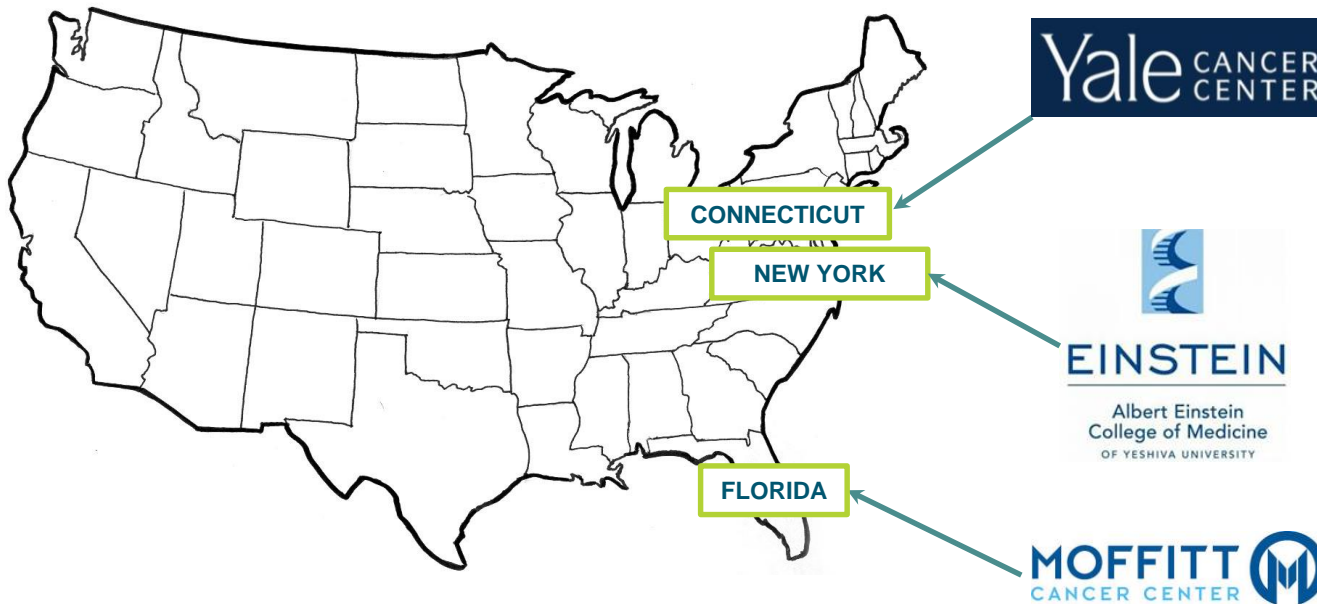 Yale CANCER
CENTER
CONNECTICUT
NEW YORK
EINSTEIN
Albert Einstein
College of Medicine
OF YESHIVA UNIVERSITY
FLORIDA
MOFFITT
CANCER CENTER